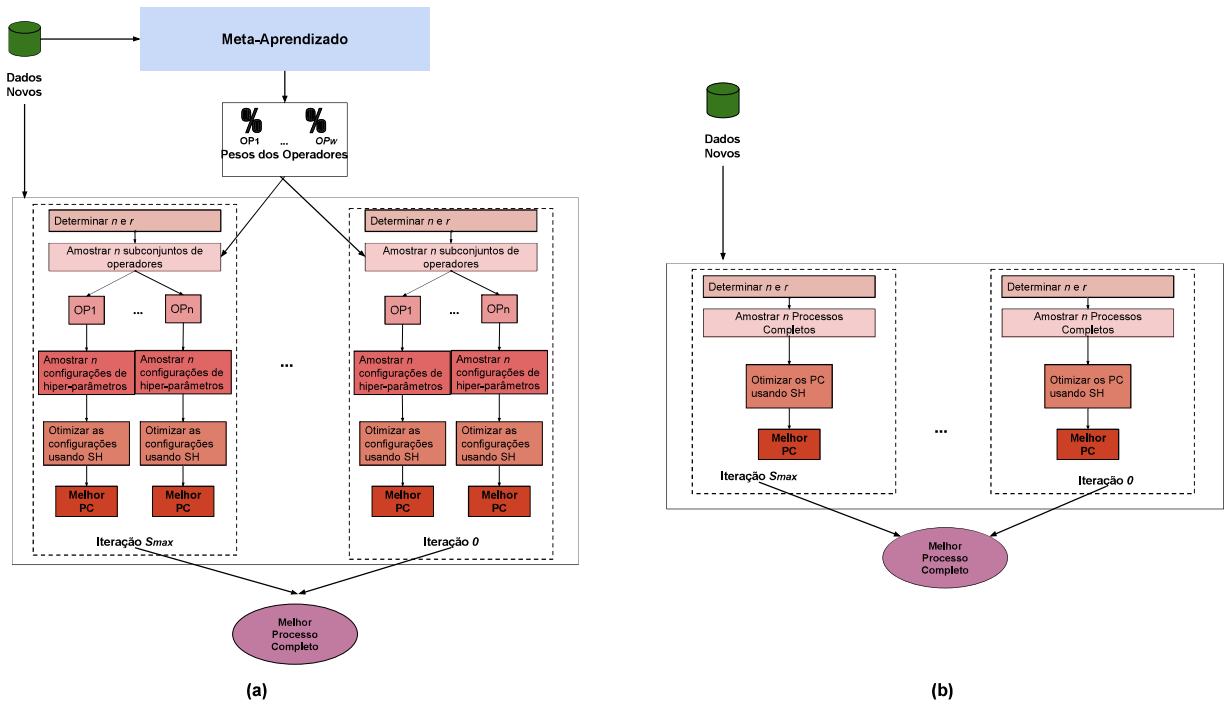 Meta-Aprendizado
Dados
Novos
%
%
OP1 ... OPw
Pesos dos Operadores
Determinar n e r
Amostrar n subconjuntos de
operadores
OP1
...
OPn
Amostrar n
configurações de
hiper-parâmetros
Amostrar n
configurações de
hiper-parâmetros
Otimizar as
configurações
usando SH
Otimizar as
configurações
usando SH
Melhor
PC
Melhor
PC
Iteração Smax
...
Determinar n e r
Amostrar n subconjuntos de
operadores
OP1
...
OPn
Amostrar n
configurações de
hiper-parâmetros
Amostrar n
configurações de
hiper-parâmetros
Otimizar as
configurações
usando SH
Otimizar as
configurações
usando SH
Melhor
PC
Melhor
PC
Iteração 0
Melhor
Processo
Completo
(a)
Dados
Novos
Determinar n e r
Amostrar n Processos
Completos
Otimizar os PC
usando SH
Melhor
PC
Iteração Smax
...
Determinar n e r
Amostrar n Processos
Completos
Otimizar os PC
usando SH
Melhor
PC
Iteração 0
Melhor
Processo
Completo
(b)